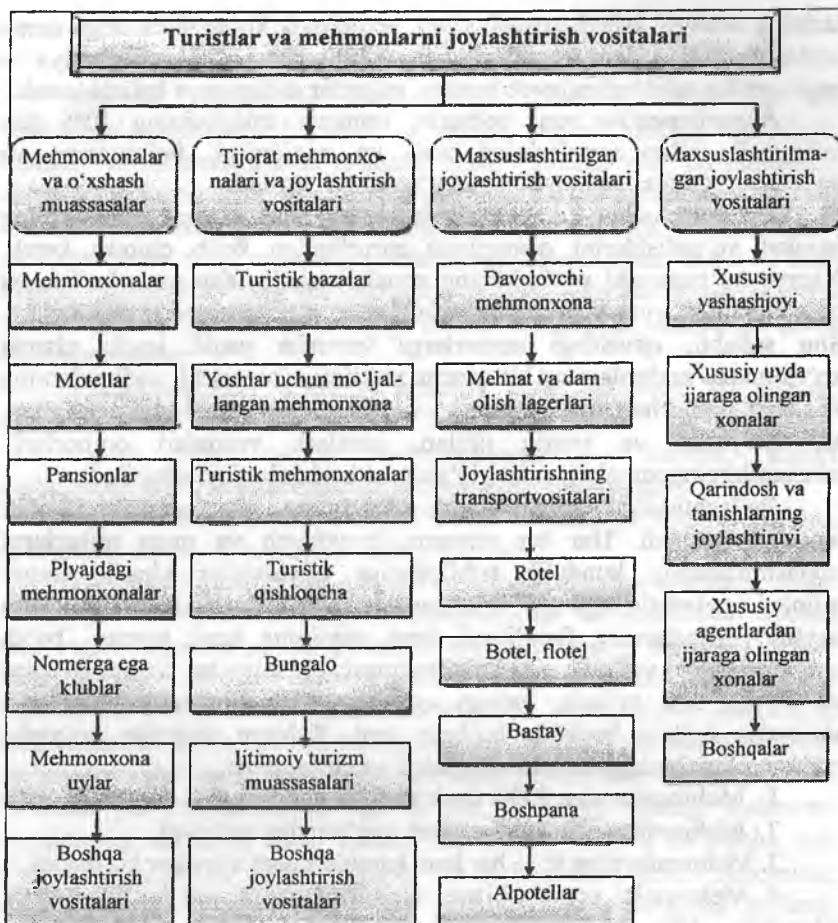 Turistlar va mehmonlarni joylashtirish vositalari
Mehmonxonalar
va o‘xshash
muassasalar
Mehmonxonalar
Motellar
Pansionlar
Plyajdagi
mehmonxonalar
Nomerga ega
klublar
Mehmonxona
uylar
Boshqa
joylashtirish
vositalari
Tijorat mehmonxo-
nalari va joylashtirish
vositalari
Turistik bazalar
Yoshlar uchun mo‘ljal-
langan mehmonxona
Turistik mehmonxonalar
Turistik
qishloqcha
Bungalo
Ijtimoiy turizm
muassasalari
Boshqa
joylashtirish
vositalari
Maxsuslashtirilgan
joylashtirish vositalari
Davolovchi
mehmonxona
Mehnat va dam
olish lagerlari
Joylashtirishning
transportvositalari
Rotel
Botel, flotel
Bastay
Boshpana
Alpotellar
Maxsuslashtirilma-
gan joylashtirish
vositalari
Xususiy
yashashjoyi
Xususiy uyda
ijaraga olingan
xonalar
Qarindosh va
tanishlarning
joylashtiruvi
Xususiy
agentlardan
ijaraga olingan
xonalar
Boshqalar